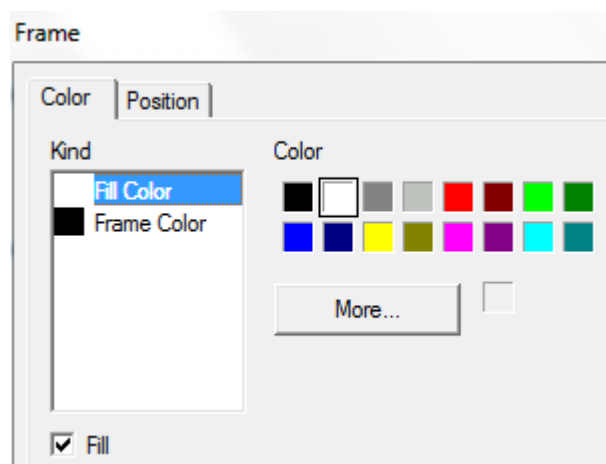 Frame
Color
Position
Kind
Color
Fill Color
Frame Color
More...
Fill